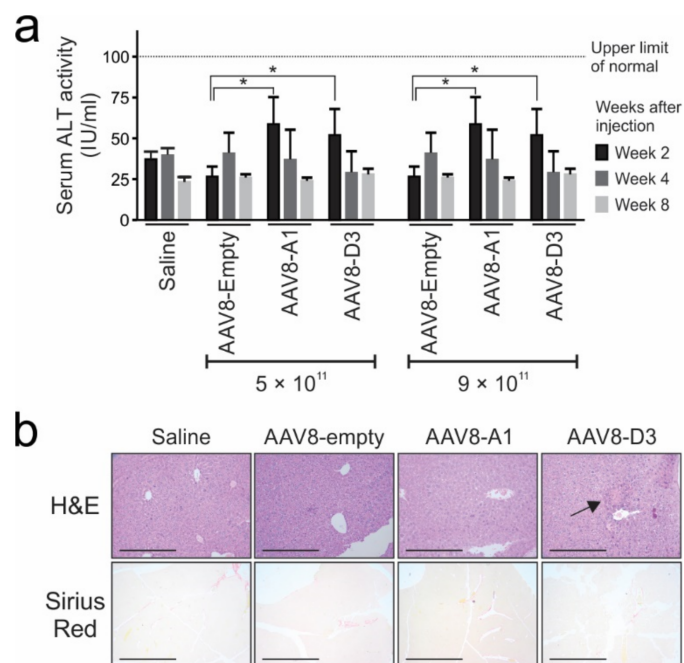 a
Serum ALT activity
(IU/ml)
100
75
50
25
0
* * * *
Upper limit
of normal
Weeks after
injection
Week 2
Week 4
Week 8
Saline
AAV8-Empty
AAV8-A1
AAV8-D3
AAV8-Empty
AAV8-A1
AAV8-D3
5 × 10¹¹
9 × 10¹¹
b
Saline AAV8-empty AAV8-A1 AAV8-D3
H&E
Sirius
Red